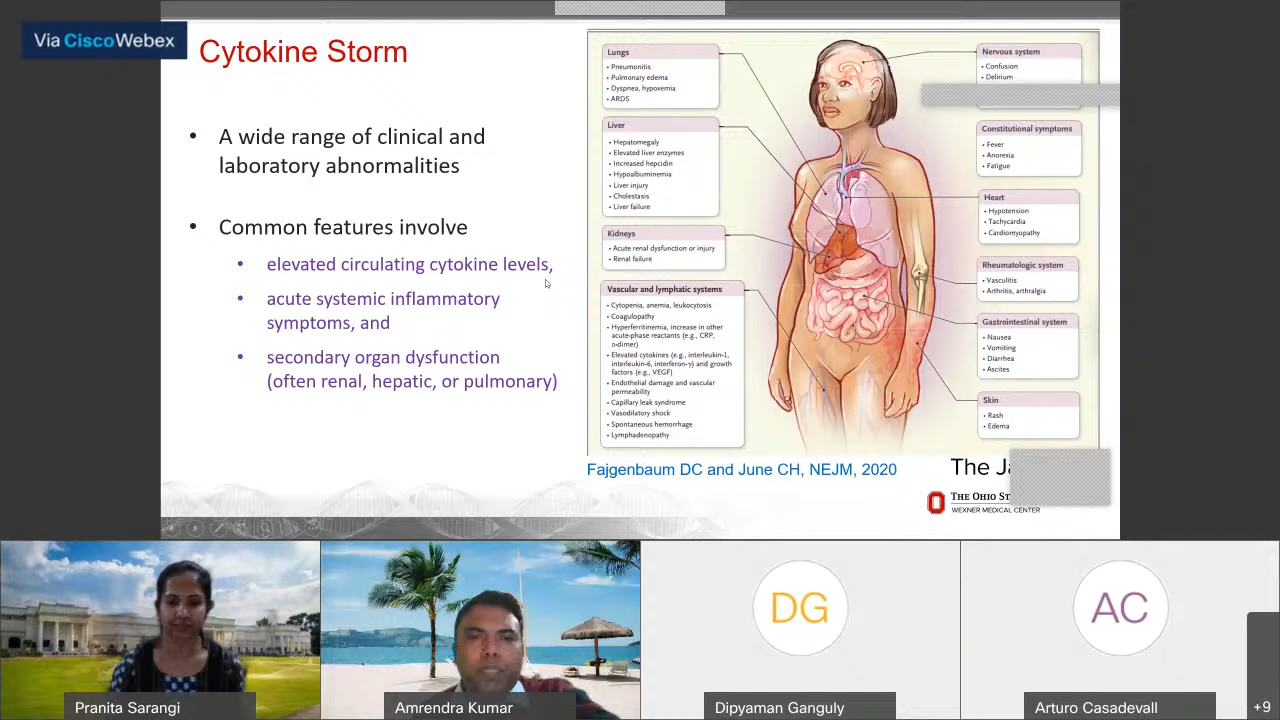 Via Cisco Webex
Cytokine Storm
• A wide range of clinical and
laboratory abnormalities
• Common features involve
• elevated circulating cytokine levels,
• acute systemic inflammatory
symptoms, and
• secondary organ dysfunction
(often renal, hepatic, or pulmonary)
Lungs
• Pneumonitis
• Pulmonary edema
• Dyspnea, hypoxemia
• ARDS
Liver
• Hepatomegaly
• Elevated liver enzymes
• Increased hepcidin
• Hypoalbuminemia
• Liver injury
• Cholestasis
• Liver failure
Kidneys
• Acute renal dysfunction or injury
• Renal failure
Vascular and lymphatic systems
• Cytopenia, anemia, leukocytosis
• Coagulopathy
• Hyperferritinemia, increase in other
acute-phase reactants (e.g., CRP,
D-dimer)
• Elevated cytokines (e.g., interleukin-1,
interleukin-6, interferon-γ) and growth
factors (e.g., VEGF)
• Endothelial damage and vascular
permeability
• Capillary leak syndrome
• Vasodilatory shock
• Spontaneous hemorrhage
• Lymphadenopathy
Nervous system
• Confusion
• Delirium
Constitutional symptoms
• Fever
• Anorexia
• Fatigue
Heart
• Hypotension
• Tachycardia
• Cardiomyopathy
Rheumatologic system
• Vasculitis
• Arthritis, arthralgia
Gastrointestinal system
• Nausea
• Vomiting
• Diarrhea
• Ascites
Skin
• Rash
• Edema
Fajgenbaum DC and June CH, NEJM, 2020
The
THE OHIO
WEXNER MEDICAL CENTER
DG
AC
Pranita Sarangi
Amrendra Kumar
Dipyaman Ganguly
Arturo Casadevall
+9